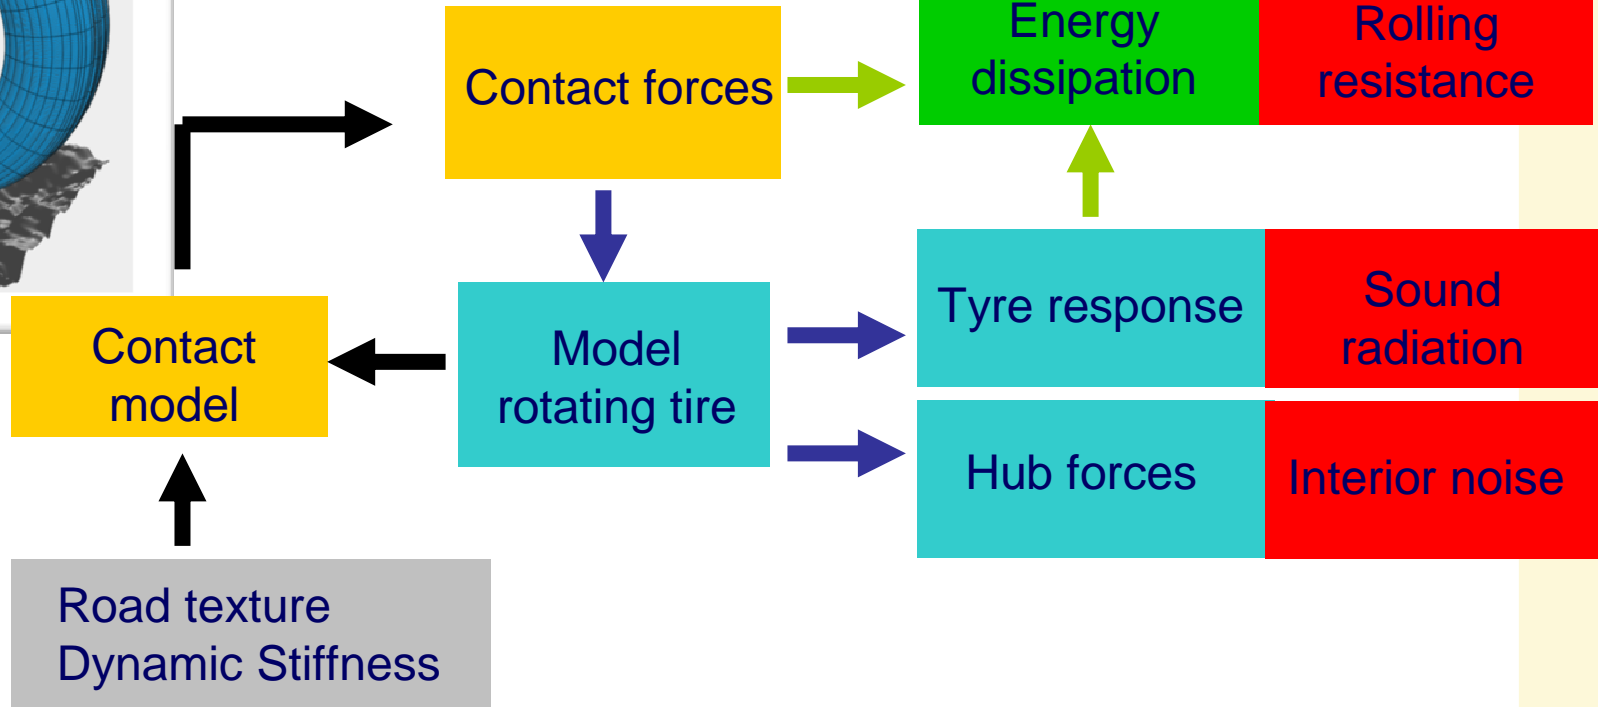 Energy
dissipation
Rolling
resistance
Contact forces
Tyre response
Sound
radiation
Contact
model
Model
rotating tire
Hub forces
Interior noise
Road texture
Dynamic Stiffness